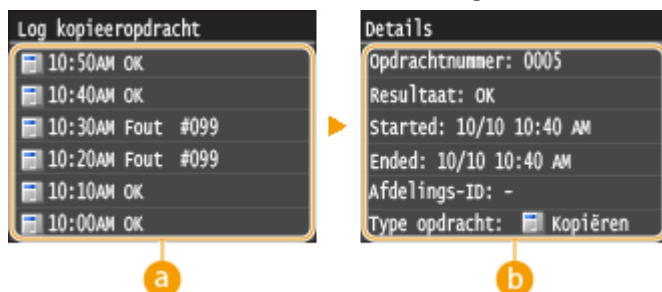 Log kopieeropdracht
10:50AM OK
10:40AM OK
10:30AM Fout #099
10:20AM Fout #099
10:10AM OK
10:00AM OK
a
Details
Opdrachtnummer: 0005
Resultaat: OK
Started: 10/10 10:40 AM
Ended: 10/10 10:40 AM
Afdelings-ID: -
Type opdracht: Kopiëren
b